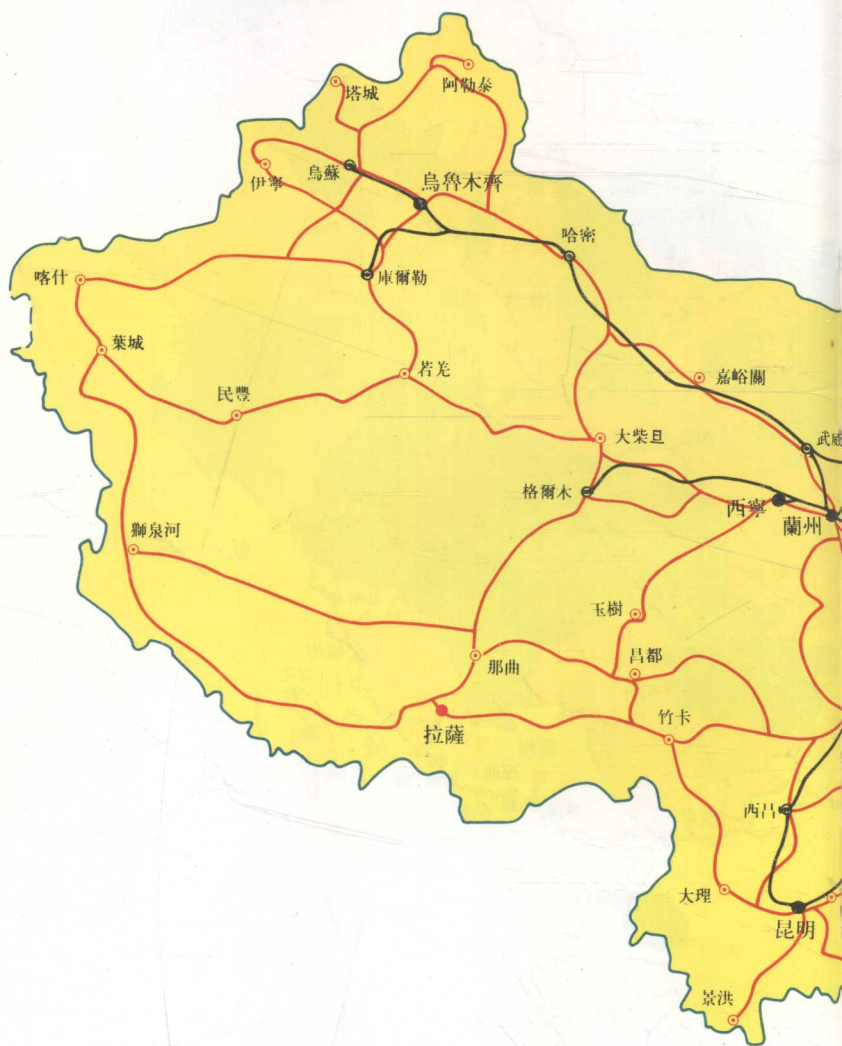 阿勒泰
塔城
伊寧
烏蘇
烏魯木齊
哈密
喀什
庫爾勒
葉城
若羌
嘉峪關
民豐
大柴旦
武威
格爾木
西寧
蘭州
獅泉河
玉樹
那曲
昌都
竹卡
拉薩
西昌
大理
昆明
景洪